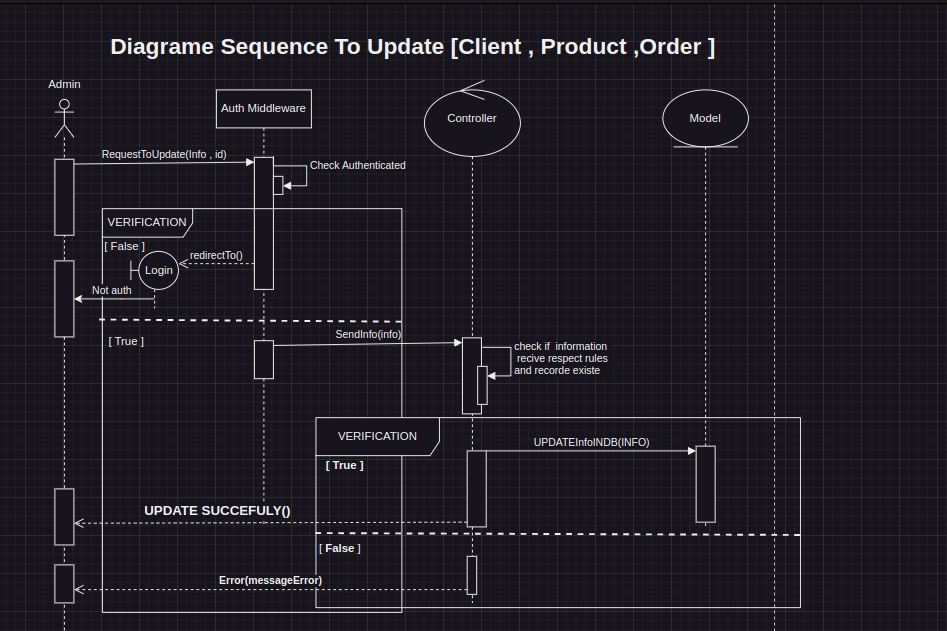 Diagrame Sequence To Update [Client , Product ,Order ]
Admin
Auth Middleware
Controller
Model
RequestToUpdate(Info , id)
Check Authenticated
VERIFICATION
[ False ]
redirectTo()
Login
Not auth
[ True ]
SendInfo(info)
check if  information
recive respect rules
and recorde existe
VERIFICATION
UPDATEInfoINDB(INFO)
[ True ]
UPDATE SUCCEFULY()
[ False ]
Error(messageError)